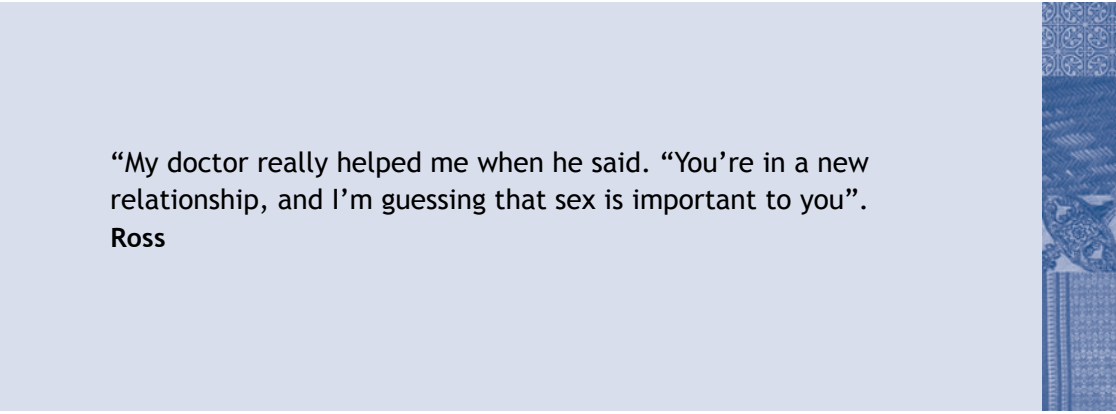 “My doctor really helped me when he said. “You’re in a new
relationship, and I’m guessing that sex is important to you”.
Ross